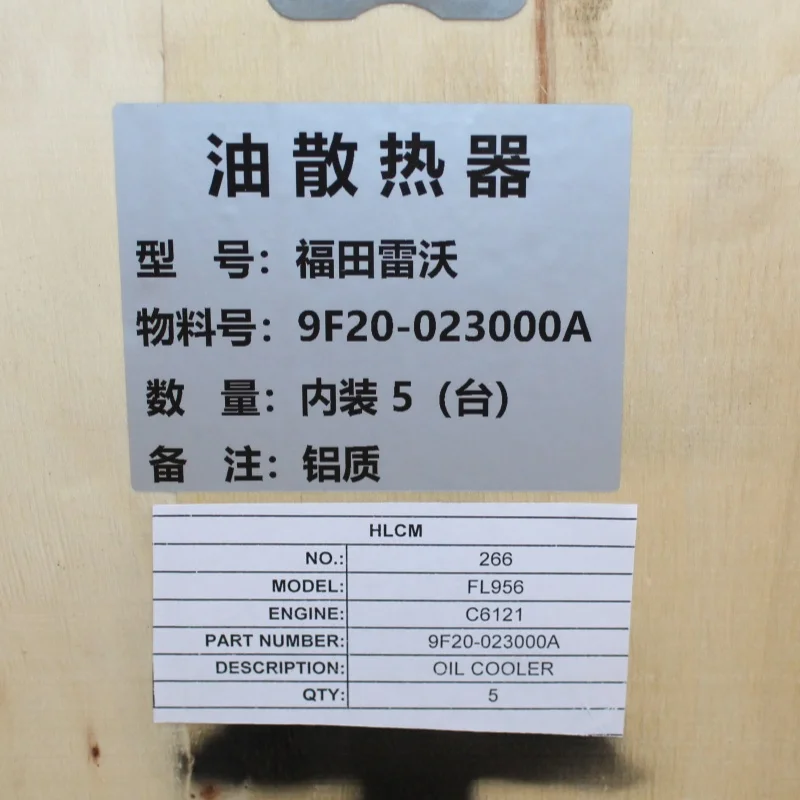 油散热器
型 号：福田雷沃
物料号：9F20-023000A
数 量：内装 5（台）
备 注：铝质
HLCM
NO.: 266
MODEL: FL956
ENGINE: C6121
PART NUMBER: 9F20-023000A
DESCRIPTION: OIL COOLER
QTY: 5